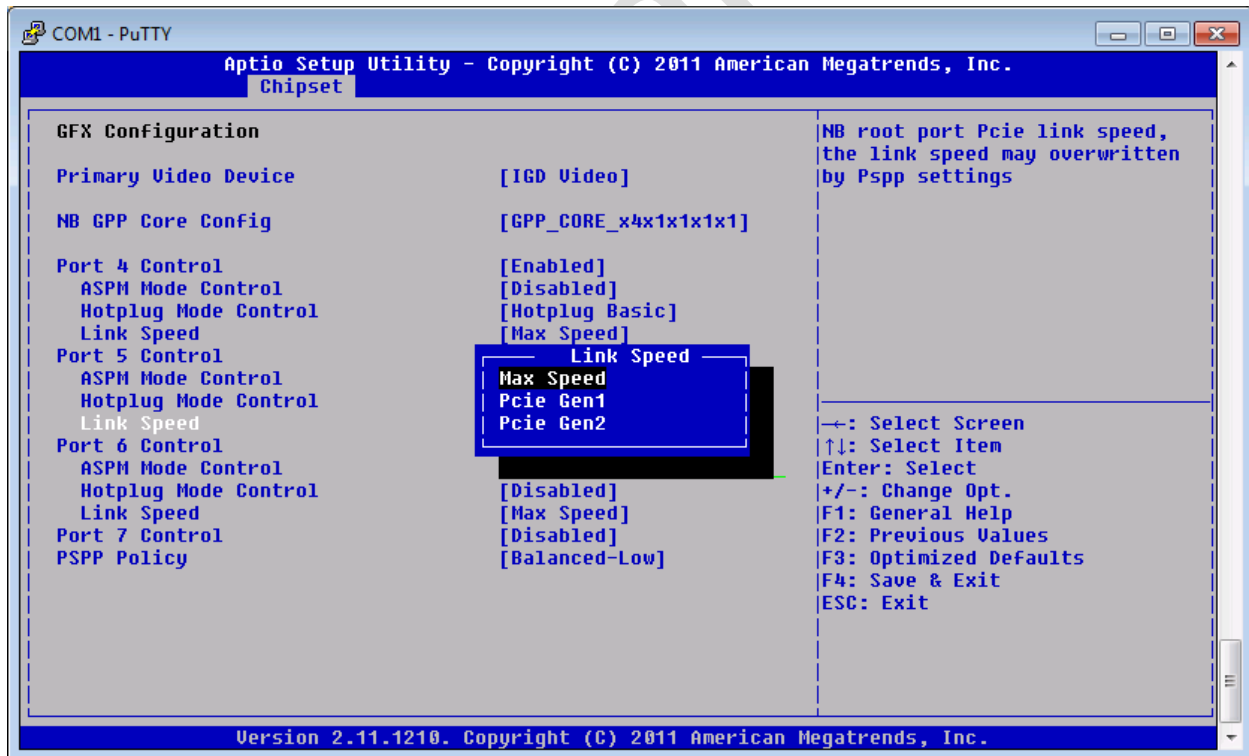 COM1 - PuTTY
Aptio Setup Utility - Copyright (C) 2011 American Megatrends, Inc.
Chipset
GFX Configuration
Primary Video Device [IGD Video]
NB GPP Core Config [GPP_CORE_x4x1x1x1x1]
Port 4 Control [Enabled]
ASPM Mode Control [Disabled]
Hotplug Mode Control [Hotplug Basic]
Link Speed [Max Speed]
Port 5 Control
ASPM Mode Control
Hotplug Mode Control
Link Speed
Port 6 Control
ASPM Mode Control
Hotplug Mode Control [Disabled]
Link Speed [Max Speed]
Port 7 Control [Disabled]
PSPP Policy [Balanced-Low]
Link Speed
Max Speed
Pcie Gen1
Pcie Gen2
NB root port Pcie link speed,
the link speed may overwritten
by Pspp settings
→←: Select Screen
↑↓: Select Item
Enter: Select
+/-: Change Opt.
F1: General Help
F2: Previous Values
F3: Optimized Defaults
F4: Save & Exit
ESC: Exit
Version 2.11.1210. Copyright (C) 2011 American Megatrends, Inc.